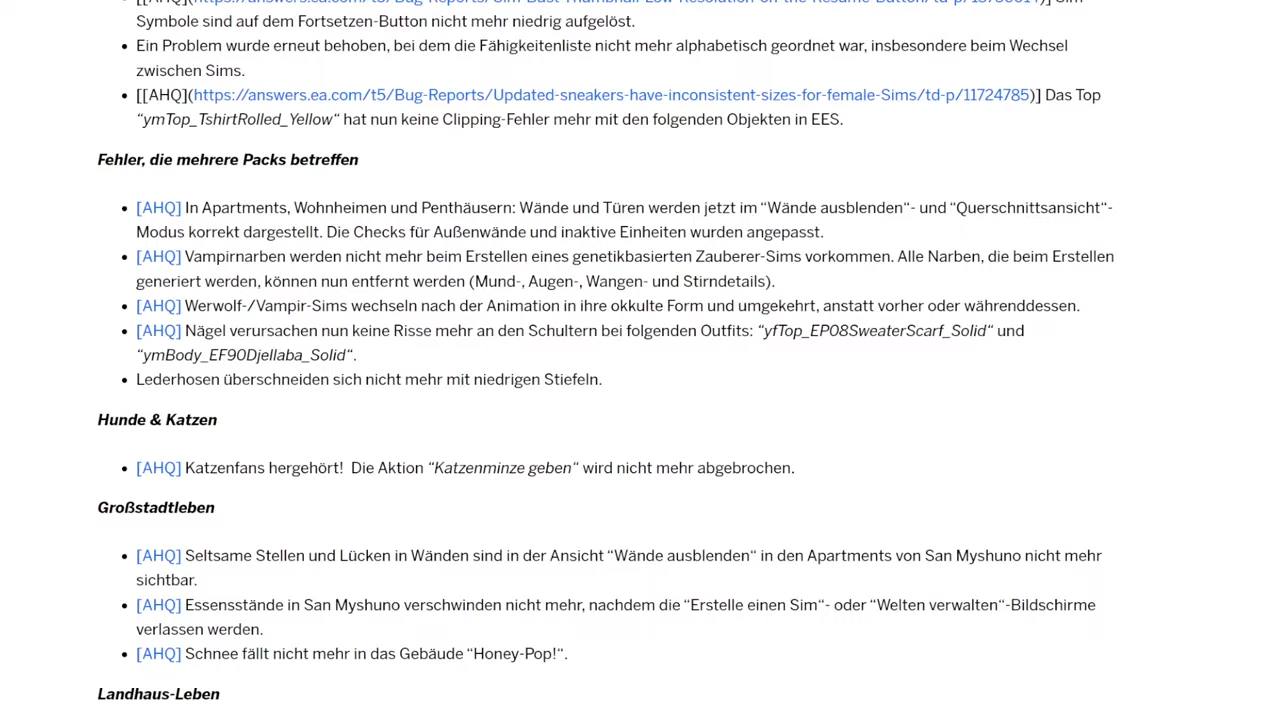 Symbole sind auf dem Fortsetzen-Button nicht mehr niedrig aufgelöst.
• Ein Problem wurde erneut behoben, bei dem die Fähigkeitenliste nicht mehr alphabetisch geordnet war, insbesondere beim Wechsel
zwischen Sims.
• [[AHQ](https://answers.ea.com/t5/Bug-Reports/Updated-sneakers-have-inconsistent-sizes-for-female-Sims/td-p/11724785)] Das Top
“ymTop_TshirtRolled_Yellow“ hat nun keine Clipping-Fehler mehr mit den folgenden Objekten in EES.
Fehler, die mehrere Packs betreffen
• [AHQ] In Apartments, Wohnheimen und Penthäusern: Wände und Türen werden jetzt im “Wände ausblenden“- und “Querschnittsansicht“-
Modus korrekt dargestellt. Die Checks für Außenwände und inaktive Einheiten wurden angepasst.
• [AHQ] Vampirnarben werden nicht mehr beim Erstellen eines genetikbasierten Zauberer-Sims vorkommen. Alle Narben, die beim Erstellen
generiert werden, können nun entfernt werden (Mund-, Augen-, Wangen- und Stirndetails).
• [AHQ] Werwolf-/Vampir-Sims wechseln nach der Animation in ihre okkulte Form und umgekehrt, anstatt vorher oder währenddessen.
• [AHQ] Nägel verursachen nun keine Risse mehr an den Schultern bei folgenden Outfits: “yfTop_EP08SweaterScarf_Solid“ und
“ymBody_EF90Djellaba_Solid“.
• Lederhosen überschneiden sich nicht mehr mit niedrigen Stiefeln.
Hunde & Katzen
• [AHQ] Katzenfans hergehört!  Die Aktion “Katzenminze geben“ wird nicht mehr abgebrochen.
Großstadtleben
• [AHQ] Seltsame Stellen und Lücken in Wänden sind in der Ansicht “Wände ausblenden“ in den Apartments von San Myshuno nicht mehr
sichtbar.
• [AHQ] Essensstände in San Myshuno verschwinden nicht mehr, nachdem die “Erstelle einen Sim“- oder “Welten verwalten“-Bildschirme
verlassen werden.
• [AHQ] Schnee fällt nicht mehr in das Gebäude “Honey-Pop!“.
Landhaus-Leben